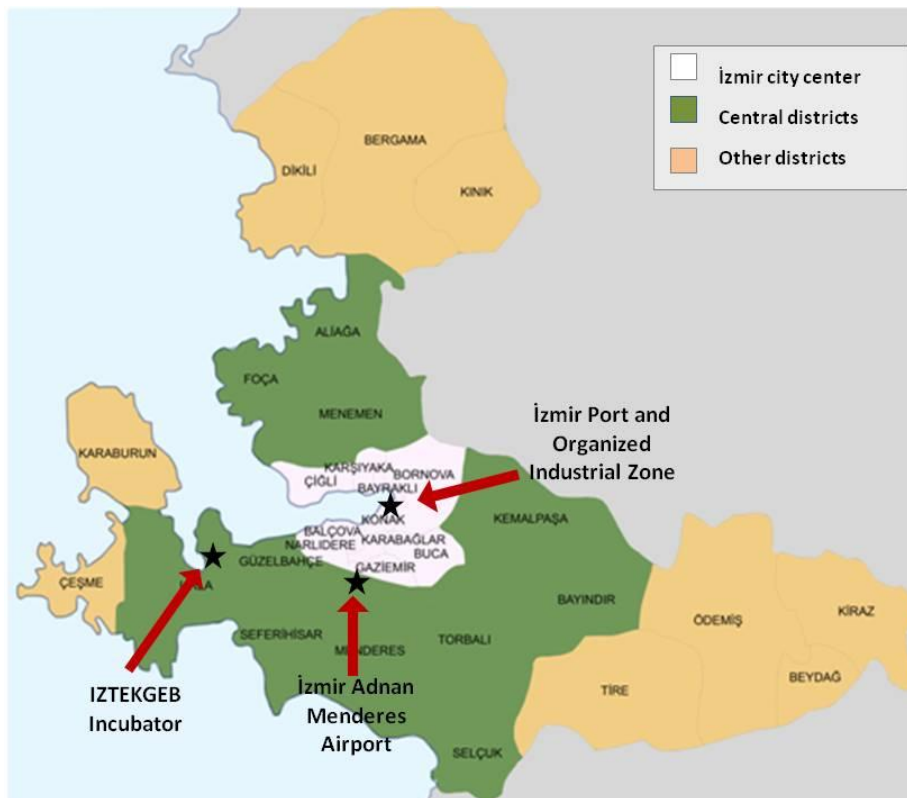 İzmir city center
Central districts
Other districts
BERGAMA
DİKİLİ
KINIK
ALİAĞA
FOÇA
MENEMEN
İzmir Port and
Organized
Industrial Zone
KARABURUN
KARŞIYAKA
BORNOVA
ÇİĞLİ
BAYRAKLI
KONAK
KEMALPAŞA
BALÇOVA
KARABAĞLAR
NARLIDERE
BUCA
GÜZELBAHÇE
GAZİEMİR
ÇEŞME
BAYINDIR
KİRAZ
ÖDEMİŞ
SEFERİHİSAR
TORBALI
MENDERES
BEYDAĞ
TİRE
IZTEKGEB
Incubator
İzmir Adnan
Menderes
Airport
SELÇUK